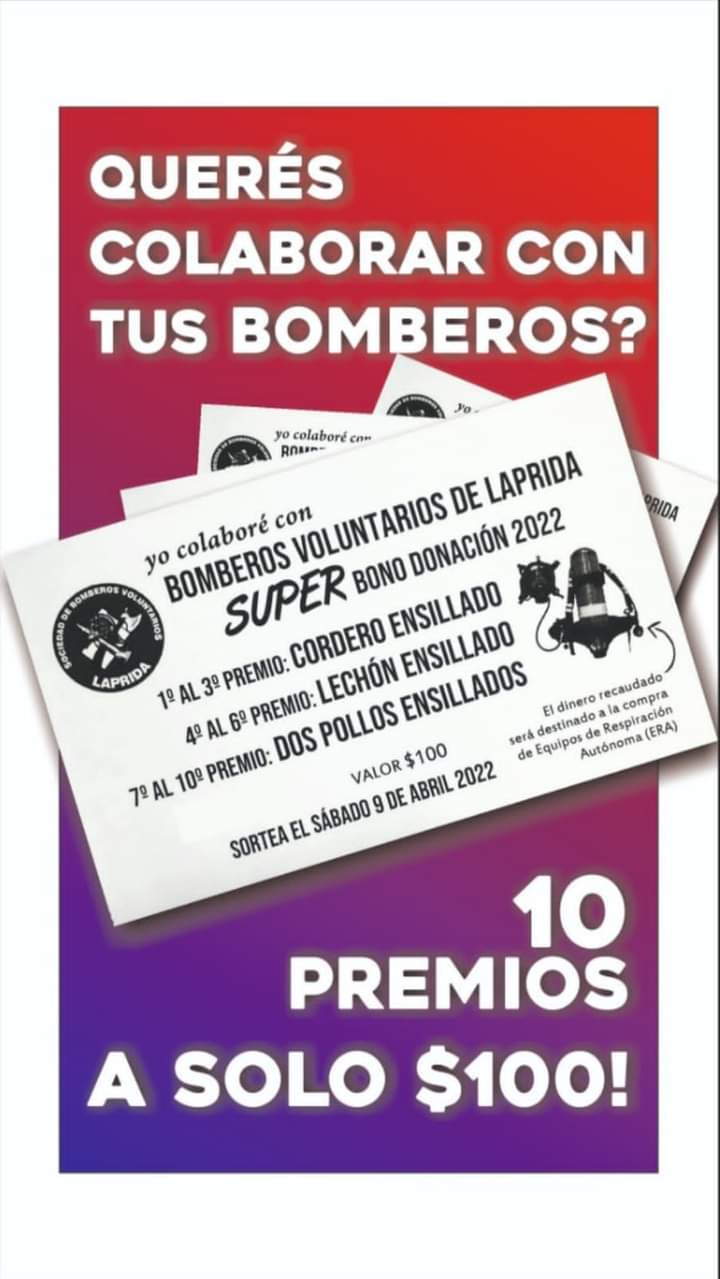 QUERÉS
COLABORAR CON
TUS BOMBEROS?
yo colaboré con
yo colaboré con
BOMBEROS VOLUNTARIOS DE LAPRIDA
SUPER BONO DONACIÓN 2022
SOCIEDAD DE BOMBEROS VOLUNTARIOS
LAPRIDA
1º AL 3º PREMIO: CORDERO ENSILLADO
4º AL 6º PREMIO: LECHÓN ENSILLADO
7º AL 10º PREMIO: DOS POLLOS ENSILLADOS
VALOR $100
SORTEA EL SÁBADO 9 DE ABRIL 2022
El dinero recaudado
será destinado a la compra
de Equipos de Respiración
Autónoma (ERA)
10
PREMIOS
A SOLO $100!